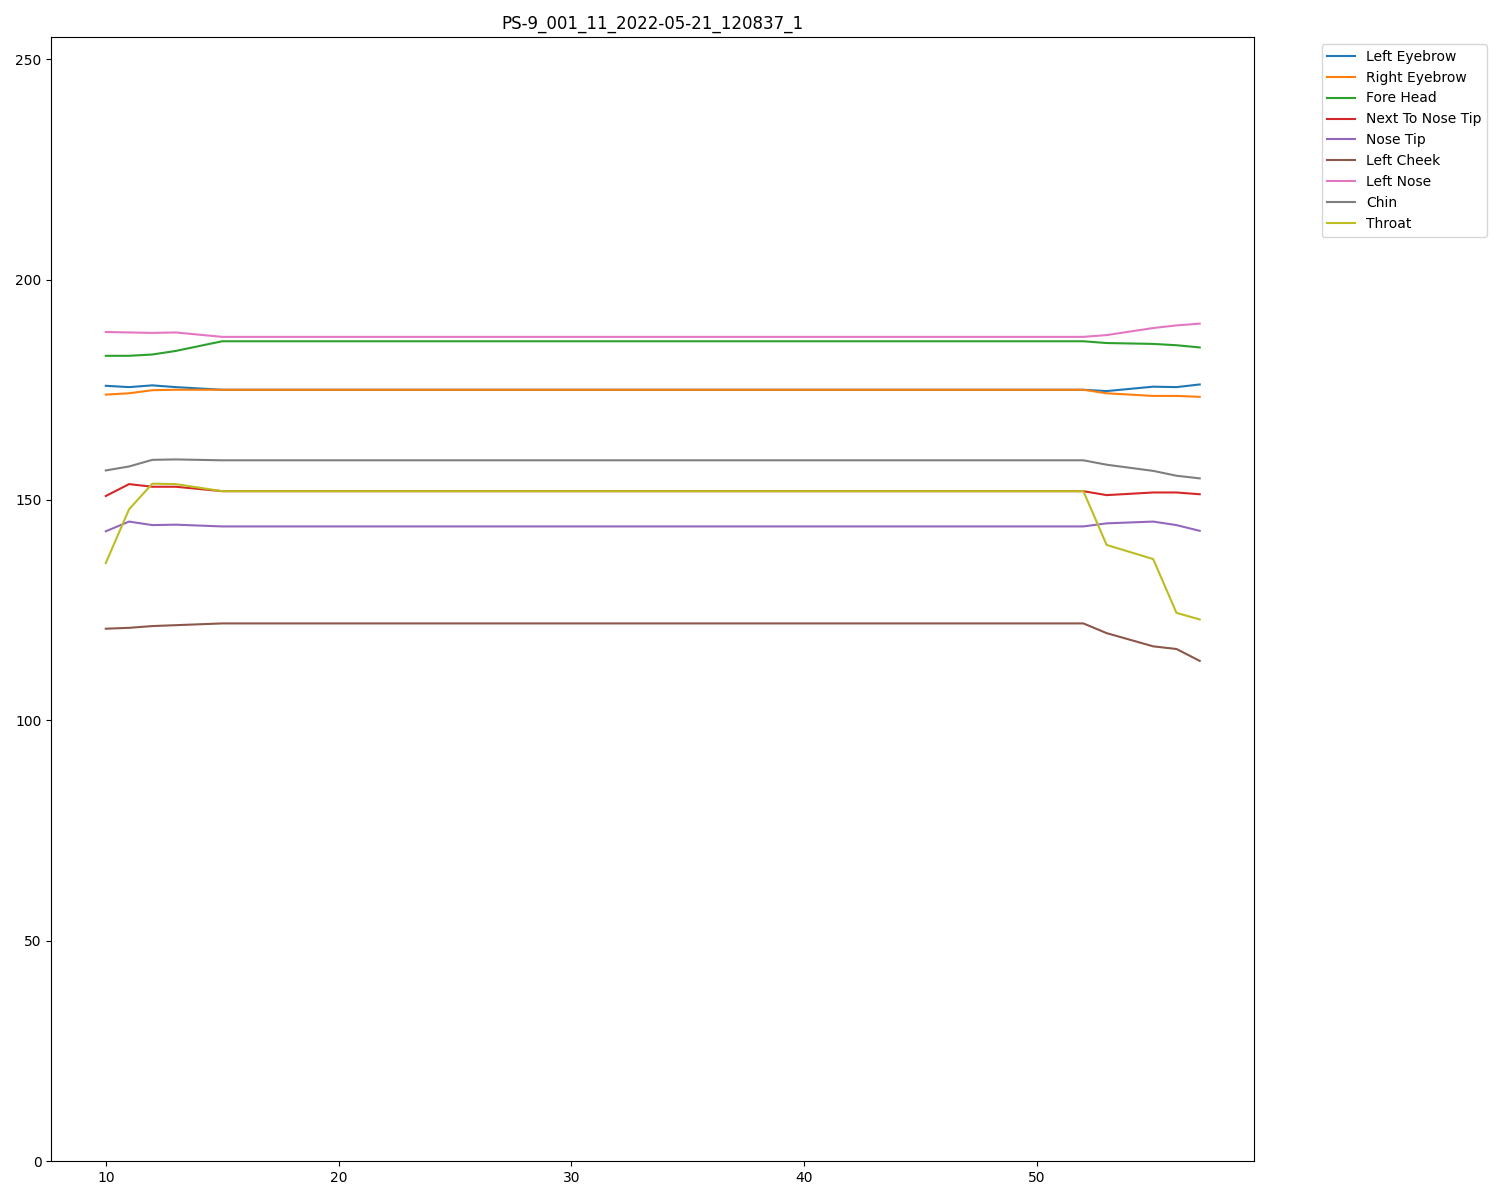 PS-9_001_11_2022-05-21_120837_1
250
200
150
100
50
0
10 20 30 40 50
Left Eyebrow
Right Eyebrow
Fore Head
Next To Nose Tip
Nose Tip
Left Cheek
Left Nose
Chin
Throat